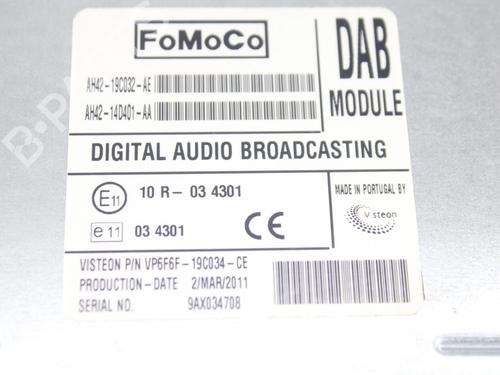 FoMoCo
DAB
MODULE
AH42-19C032-AE
AH42-14D401-AA
DIGITAL AUDIO BROADCASTING
E11 10 R- 03 4301
e 11 03 4301
CE
MADE IN PORTUGAL BY
Visteon
VISTEON P/N VP6F6F-19C034-CE
PRODUCTION-DATE 2/MAR/2011
SERIAL NO. 9AX034708